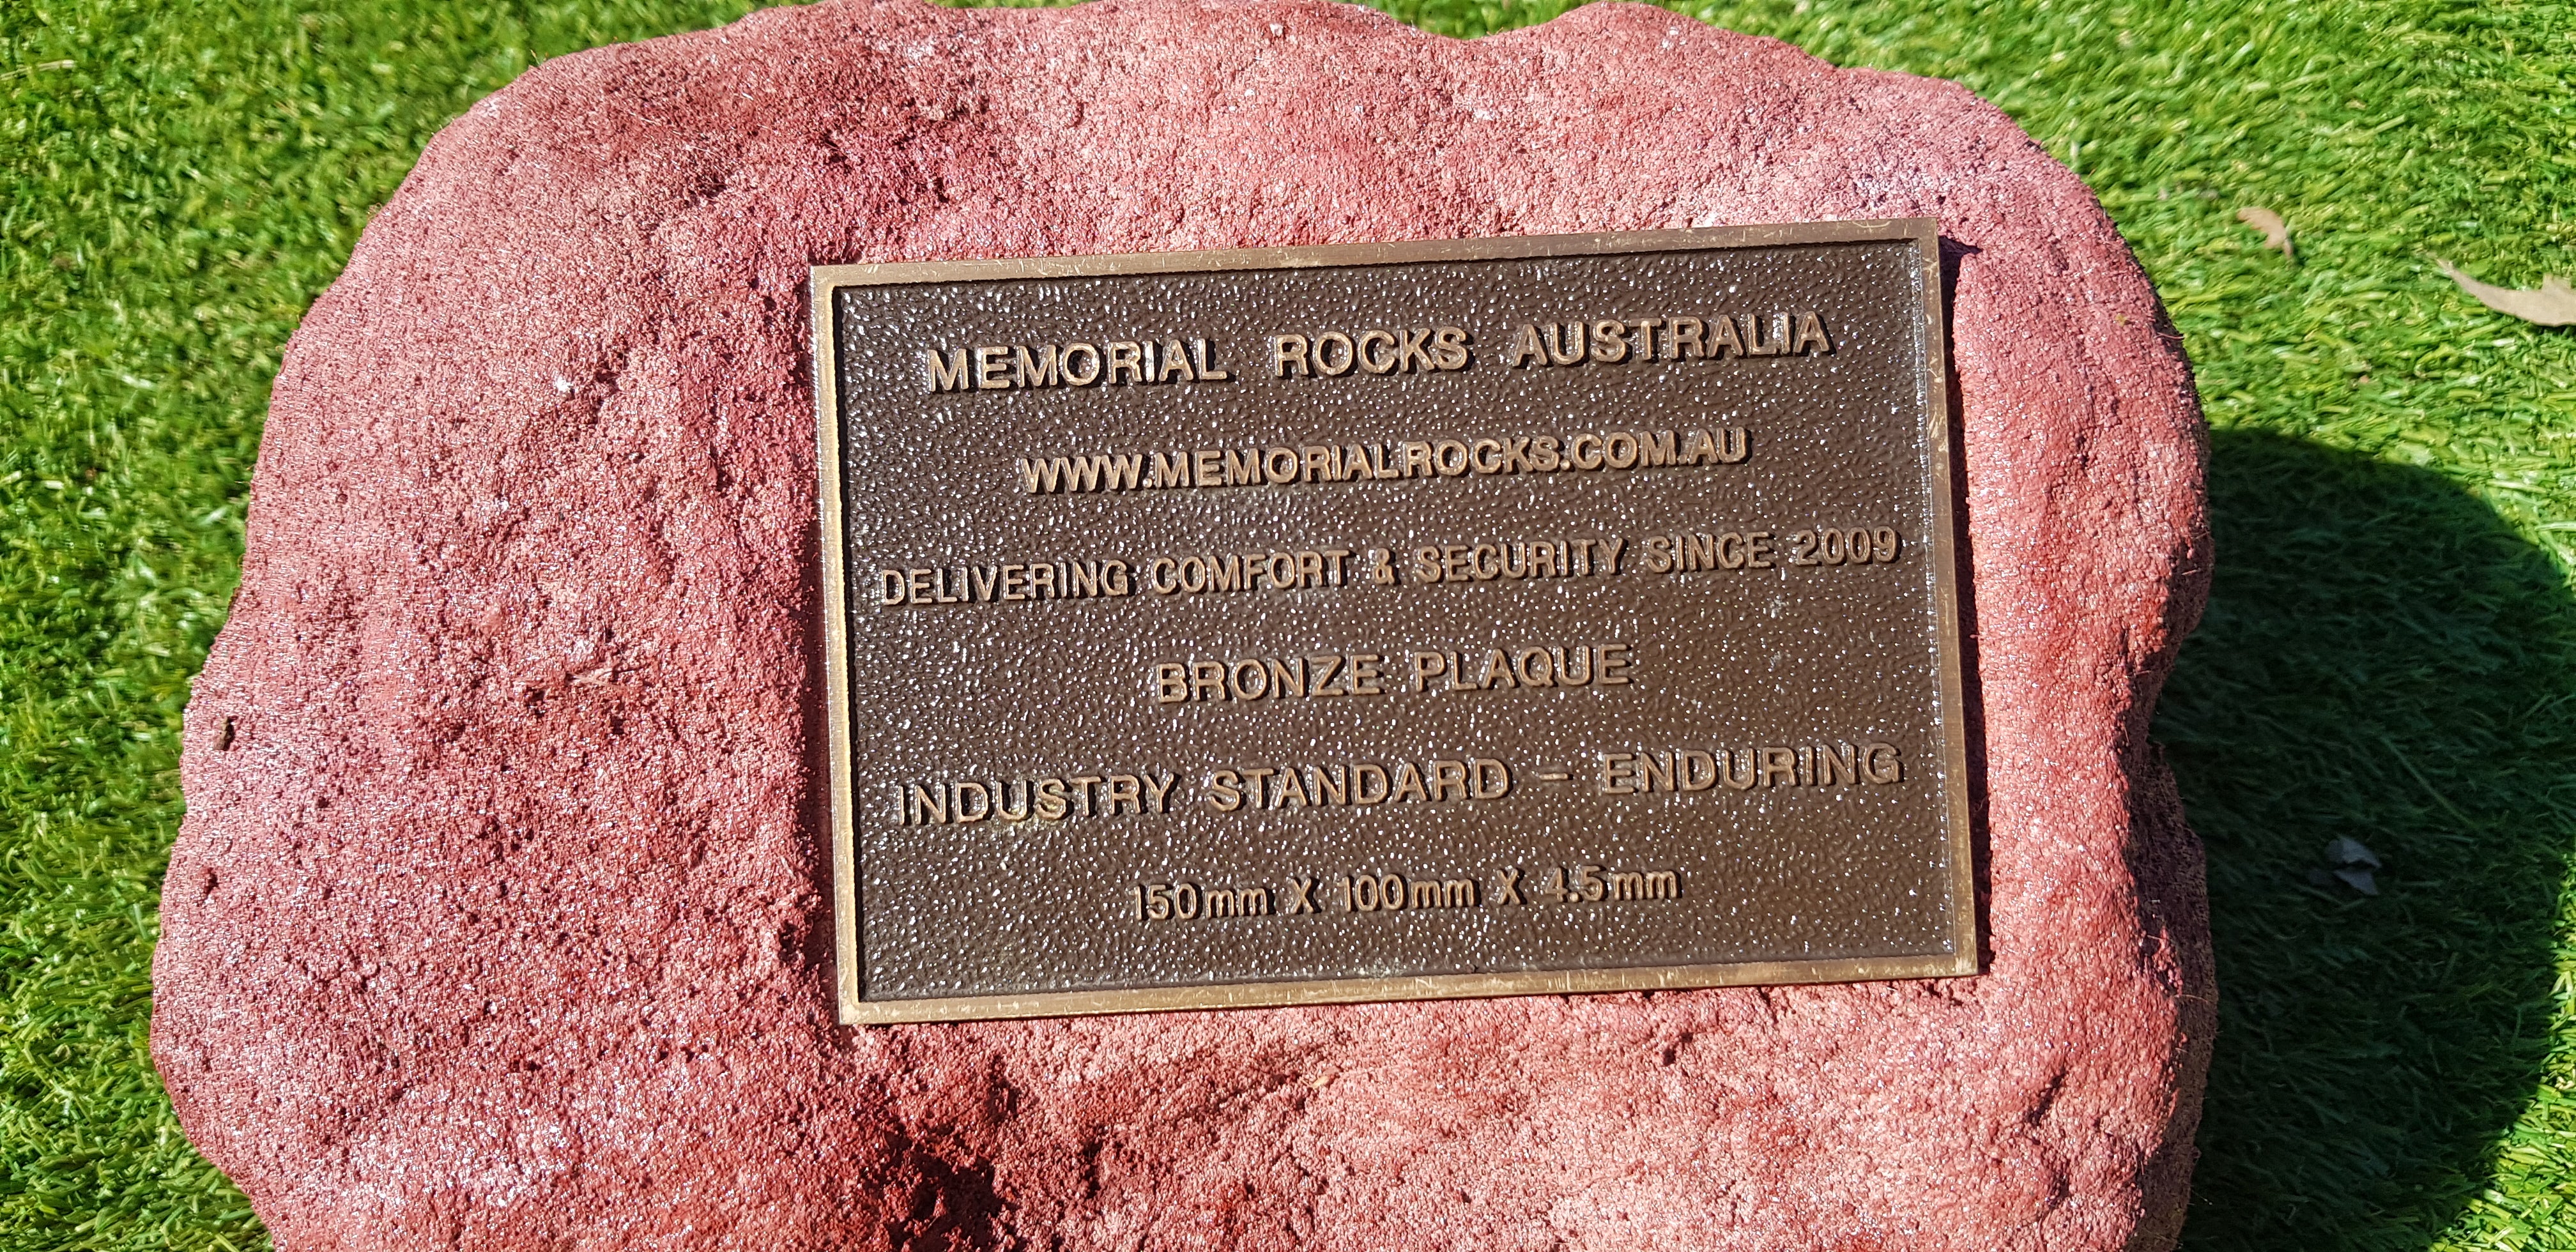 MEMORIAL ROCKS AUSTRALIA
WWW.MEMORIALROCKS.COM.AU
DELIVERING COMFORT & SECURITY SINCE 2009
BRONZE PLAQUE
INDUSTRY STANDARD - ENDURING
150mm X 100mm X 4.5mm